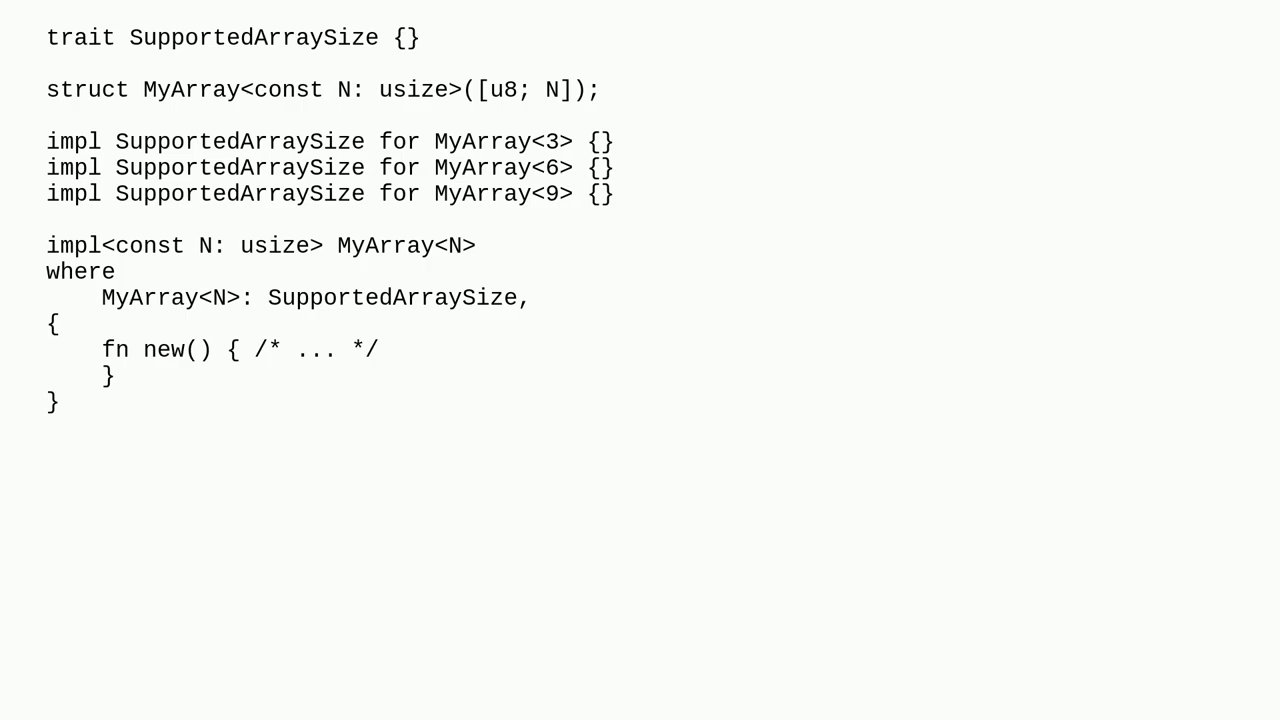 trait SupportedArraySize {}
struct MyArray<const N: usize>([u8; N]);
impl SupportedArraySize for MyArray<3> {}
impl SupportedArraySize for MyArray<6> {}
impl SupportedArraySize for MyArray<9> {}
impl<const N: usize> MyArray<N>
where
    MyArray<N>: SupportedArraySize,
{
    fn new() { /* ... */
    }
}